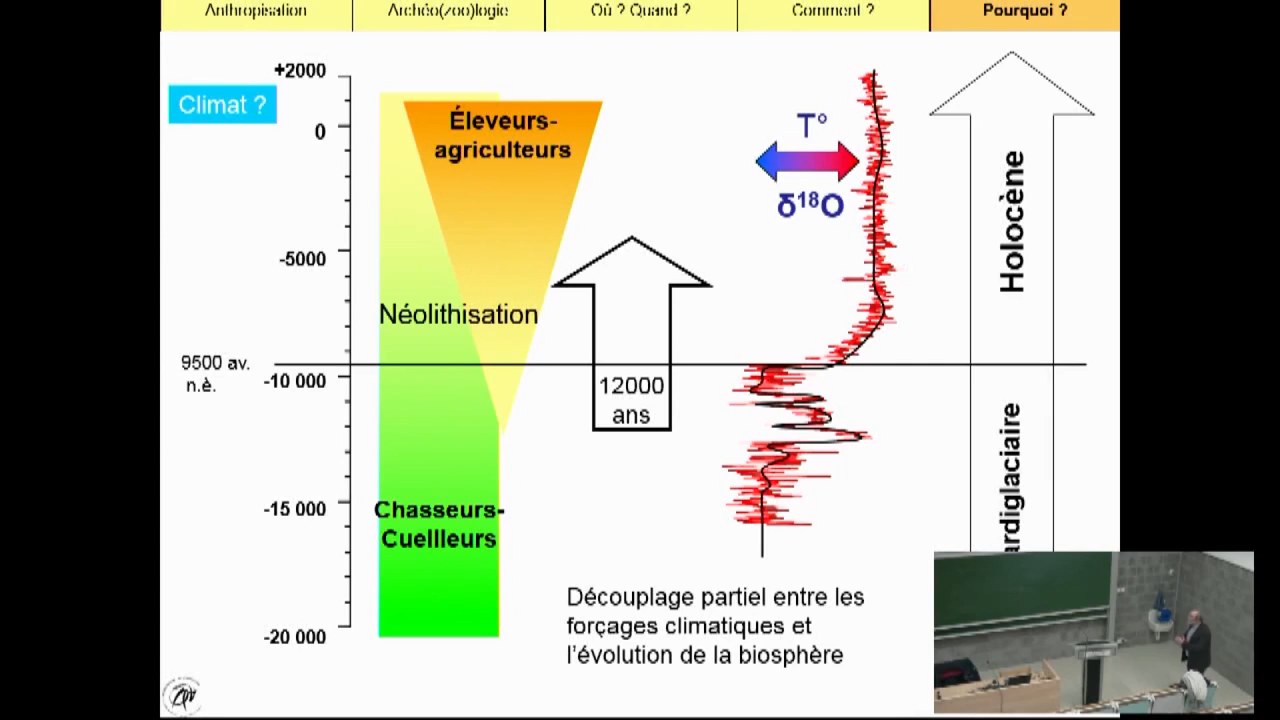 Anthropisation
Archéo(zoo)logie
Où ? Quand ?
Comment ?
Pourquoi ?
+2000
Climat ?
0
-5000
9500 av.
n.è.
-10 000
-15 000
-20 000
Éleveurs-
agriculteurs
Néolithisation
Chasseurs-
Cuellleurs
12000
ans
T°
δ¹⁸O
Holocène
ardiglaciaire
Découplage partiel entre les
forçages climatiques et
l'évolution de la biosphère